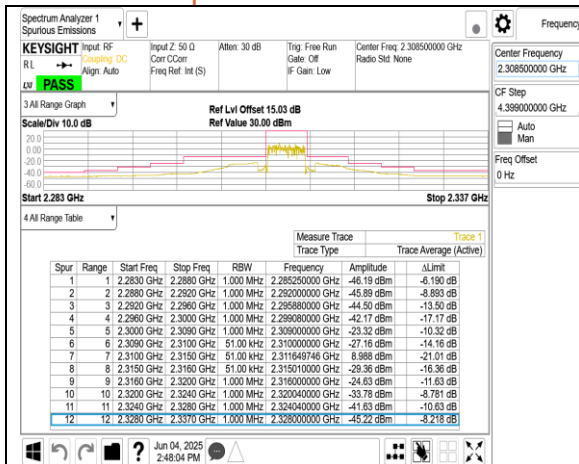 Spectrum Analyzer 1
Spurious Emissions
Frequency
KEYSIGHT Input: RF Input Z: 50 Ω Atten: 30 dB Trig: Free Run Center Freq: 2.308500000 GHz
RL Coupling: DC Corr CCorr Gate: Off Radio Std: None
Align: Auto Freq Ref: Int (S) IF Gain: Low
LXI PASS
Center Frequency
2.308500000 GHz
CF Step
4.399000000 GHz
Auto
Man
Freq Offset
0 Hz
3 All Range Graph
Ref Lvl Offset 15.03 dB
Scale/Div 10.0 dB Ref Value 30.00 dBm
20.0
0.00
-20.0
-40.0
-60.0
Start 2.283 GHz Stop 2.337 GHz
4 All Range Table
Measure Trace Trace 1
Trace Type Trace Average (Active)
Spur Range Start Freq Stop Freq RBW Frequency Amplitude ΔLimit
1 1 2.2830 GHz 2.2880 GHz 1.000 MHz 2.285250000 GHz -46.19 dBm -6.190 dB
2 2 2.2880 GHz 2.2920 GHz 1.000 MHz 2.292000000 GHz -45.89 dBm -8.893 dB
3 3 2.2920 GHz 2.2960 GHz 1.000 MHz 2.295880000 GHz -44.50 dBm -13.50 dB
4 4 2.2960 GHz 2.3000 GHz 1.000 MHz 2.299080000 GHz -42.17 dBm -17.17 dB
5 5 2.3000 GHz 2.3090 GHz 1.000 MHz 2.309000000 GHz -23.32 dBm -10.32 dB
6 6 2.3090 GHz 2.3100 GHz 51.00 kHz 2.310000000 GHz -27.16 dBm -14.16 dB
7 7 2.3100 GHz 2.3150 GHz 51.00 kHz 2.311649746 GHz 8.988 dBm -21.01 dB
8 8 2.3150 GHz 2.3160 GHz 51.00 kHz 2.315010000 GHz -29.36 dBm -16.36 dB
9 9 2.3160 GHz 2.3200 GHz 1.000 MHz 2.316000000 GHz -24.63 dBm -11.63 dB
10 10 2.3200 GHz 2.3240 GHz 1.000 MHz 2.320040000 GHz -33.78 dBm -8.781 dB
11 11 2.3240 GHz 2.3280 GHz 1.000 MHz 2.324040000 GHz -41.63 dBm -10.63 dB
12 12 2.3280 GHz 2.3370 GHz 1.000 MHz 2.328000000 GHz -45.22 dBm -8.218 dB
Jun 04, 2025
2:48:04 PM